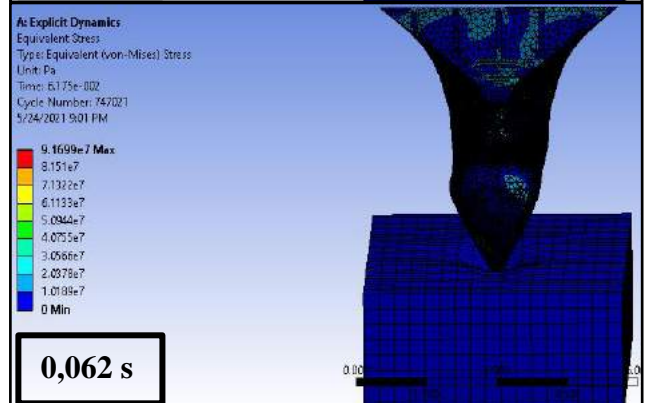 A: Explicit Dynamics
Equivalent Stress
Type: Equivalent (von-Mises) Stress
Unit: Pa
Time: 6.175e-002
Cycle Number: 747021
5/24/2021 9:01 PM
9.1699e7 Max
8.151e7
7.1322e7
6.1133e7
5.0944e7
4.0755e7
3.0566e7
2.0378e7
1.0189e7
0 Min
0,062 s